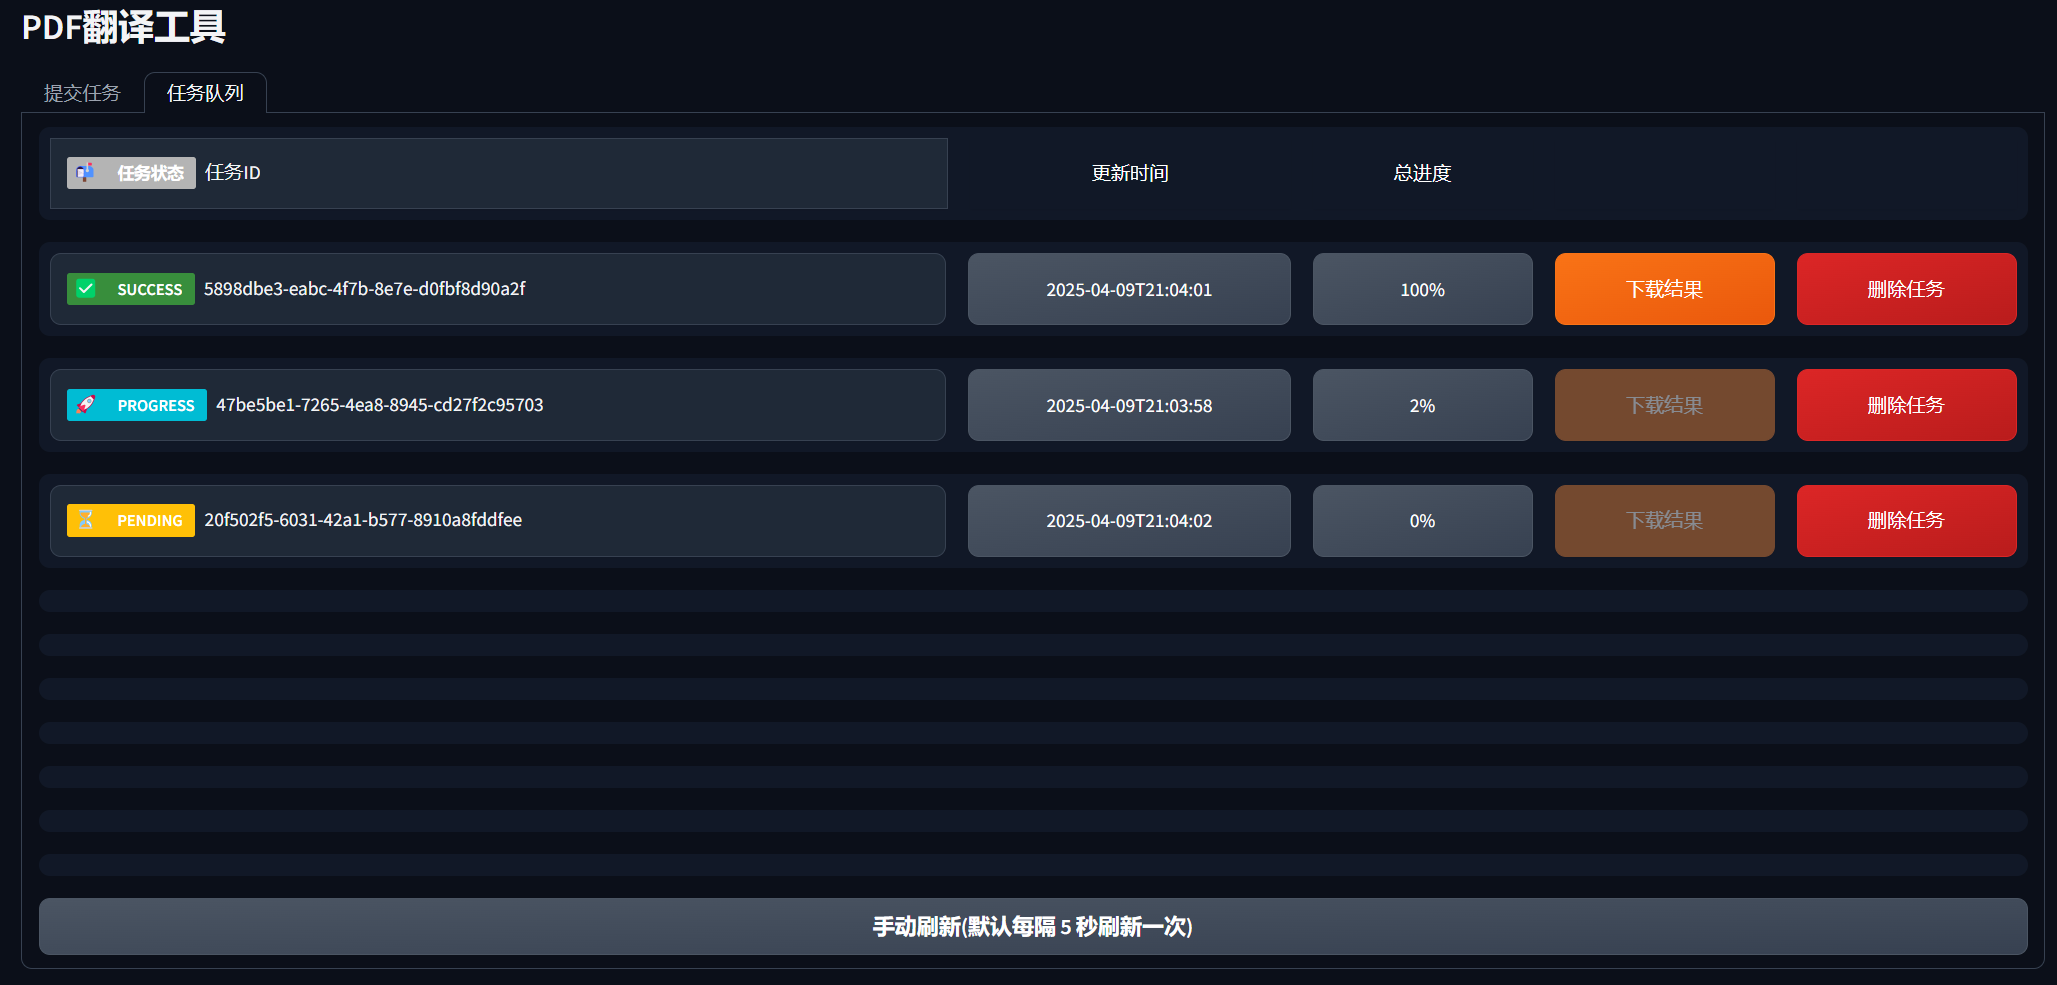 PDF翻译工具
提交任务 任务队列
任务状态 任务ID 更新时间 总进度
SUCCESS 5898dbe3-eabc-4f7b-8e7e-d0fbf8d90a2f 2025-04-09T21:04:01 100% 下载结果 删除任务
PROGRESS 47be5be1-7265-4ea8-8945-cd27f2c95703 2025-04-09T21:03:58 2% 下载结果 删除任务
PENDING 20f502f5-6031-42a1-b577-8910a8fddfee 2025-04-09T21:04:02 0% 下载结果 删除任务
手动刷新(默认每隔 5 秒刷新一次)